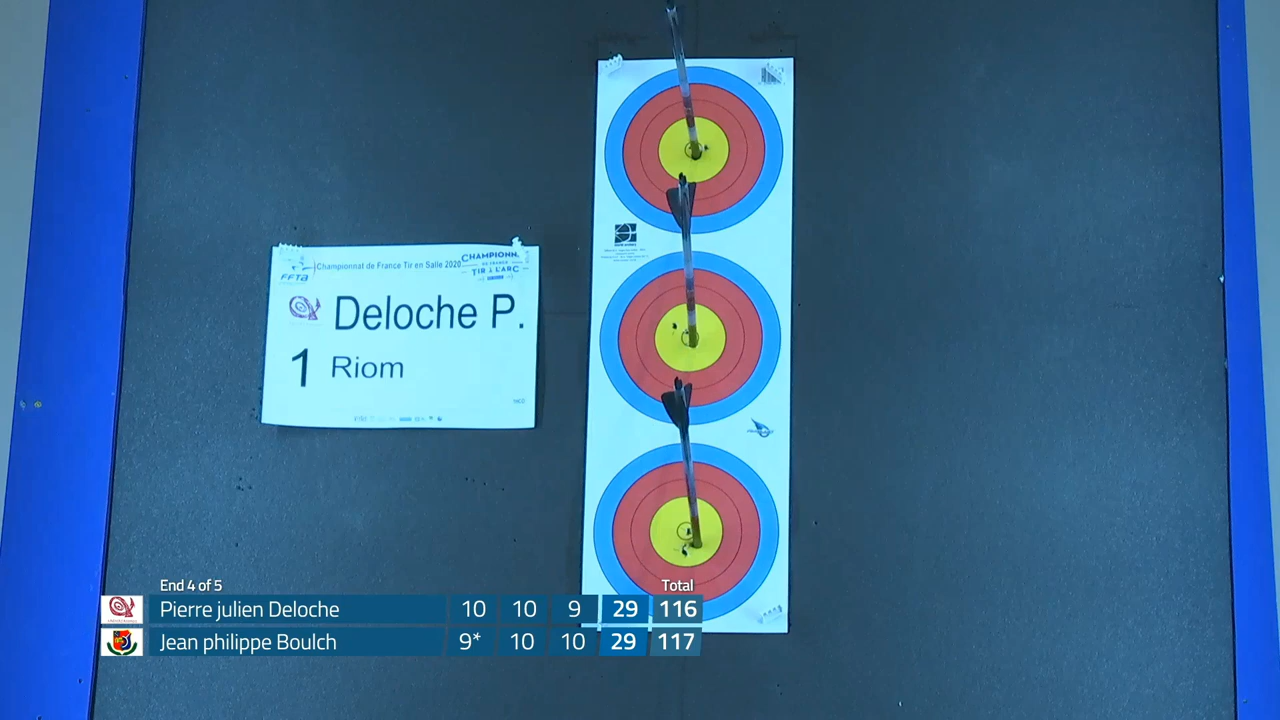 Championnat de France Tir en Salle 2020
CHAMPIONN.
DE FRANCE
TIR À L'ARC
FFTA
Deloche P.
1 Riom
End 4 of 5
Total
Pierre julien Deloche 10 10 9 29 116
Jean philippe Boulch 9* 10 10 29 117